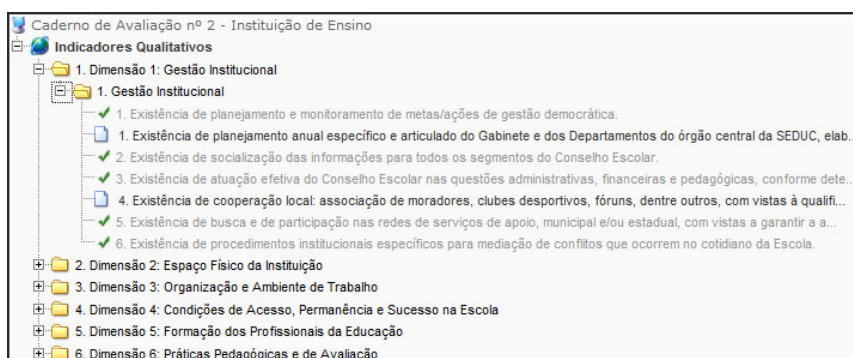 Caderno de Avaliação nº 2 - Instituição de Ensino
Indicadores Qualitativos
1. Dimensão 1: Gestão Institucional
1. Gestão Institucional
1. Existência de planejamento e monitoramento de metas/ações de gestão democrática.
1. Existência de planejamento anual específico e articulado do Gabinete e dos Departamentos do órgão central da SEDUC, elab...
2. Existência de socialização das informações para todos os segmentos do Conselho Escolar.
3. Existência de atuação efetiva do Conselho Escolar nas questões administrativas, financeiras e pedagógicas, conforme dete...
4. Existência de cooperação local: associação de moradores, clubes desportivos, fóruns, dentre outros, com vistas à qualifi...
5. Existência de busca e de participação nas redes de serviços de apoio, municipal e/ou estadual, com vistas a garantir a a...
6. Existência de procedimentos institucionais específicos para mediação de conflitos que ocorrem no cotidiano da Escola.
2. Dimensão 2: Espaço Físico da Instituição
3. Dimensão 3: Organização e Ambiente de Trabalho
4. Dimensão 4: Condições de Acesso, Permanência e Sucesso na Escola
5. Dimensão 5: Formação dos Profissionais da Educação
6. Dimensão 6: Práticas Pedagógicas e de Avaliação